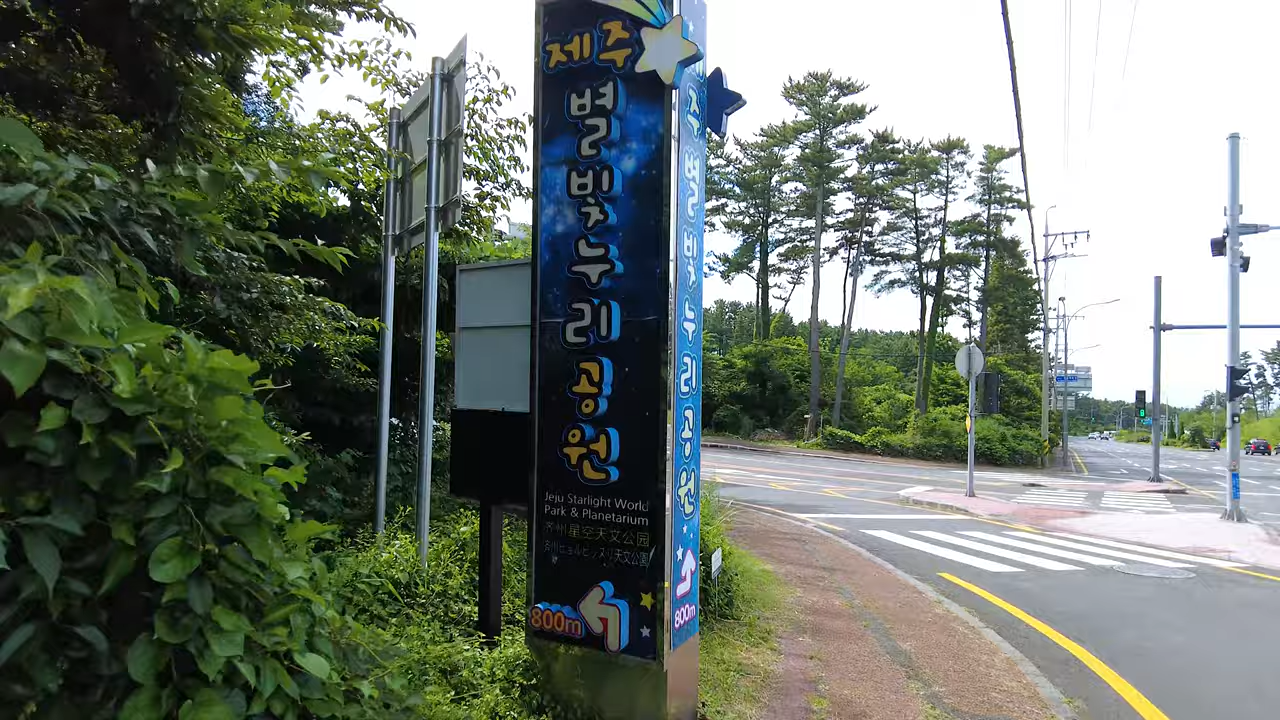 제주
별빛누리공원
Jeju Starlight World
Park & Planetarium
济州星空天文公园
800m
주별빛누리공원
800m